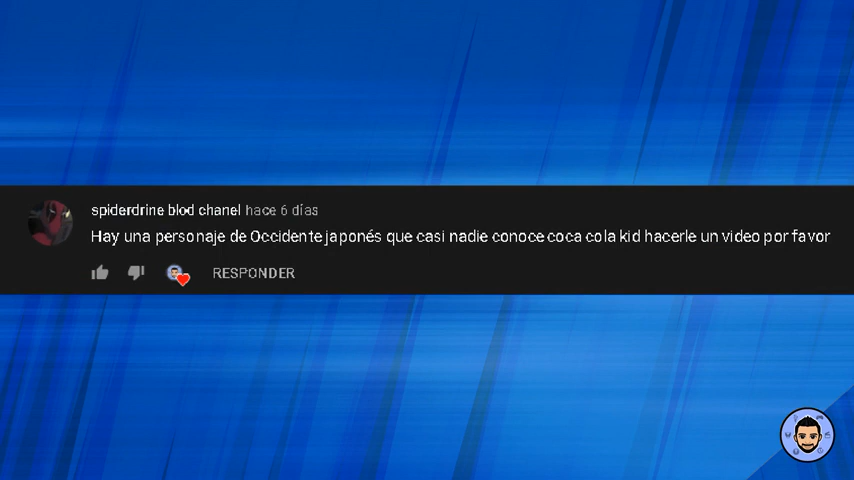 spiderdrine blod chanel hace 6 días
Hay una personaje de Occidente japonés que casi nadie conoce coca cola kid hacerle un video por favor
RESPONDER